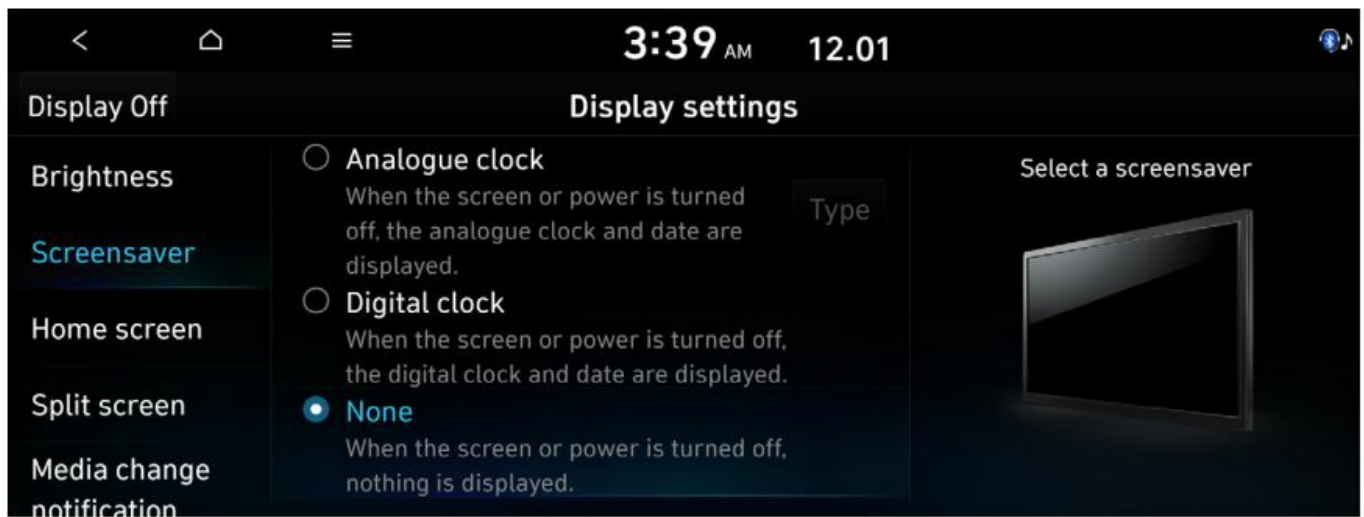 3:39 AM 12.01
Display Off
Display settings
Brightness
Screensaver
Home screen
Split screen
Media change
notification
Analogue clock
When the screen or power is turned
off, the analogue clock and date are
displayed.
Type
Digital clock
When the screen or power is turned off,
the digital clock and date are displayed.
None
When the screen or power is turned off,
nothing is displayed.
Select a screensaver